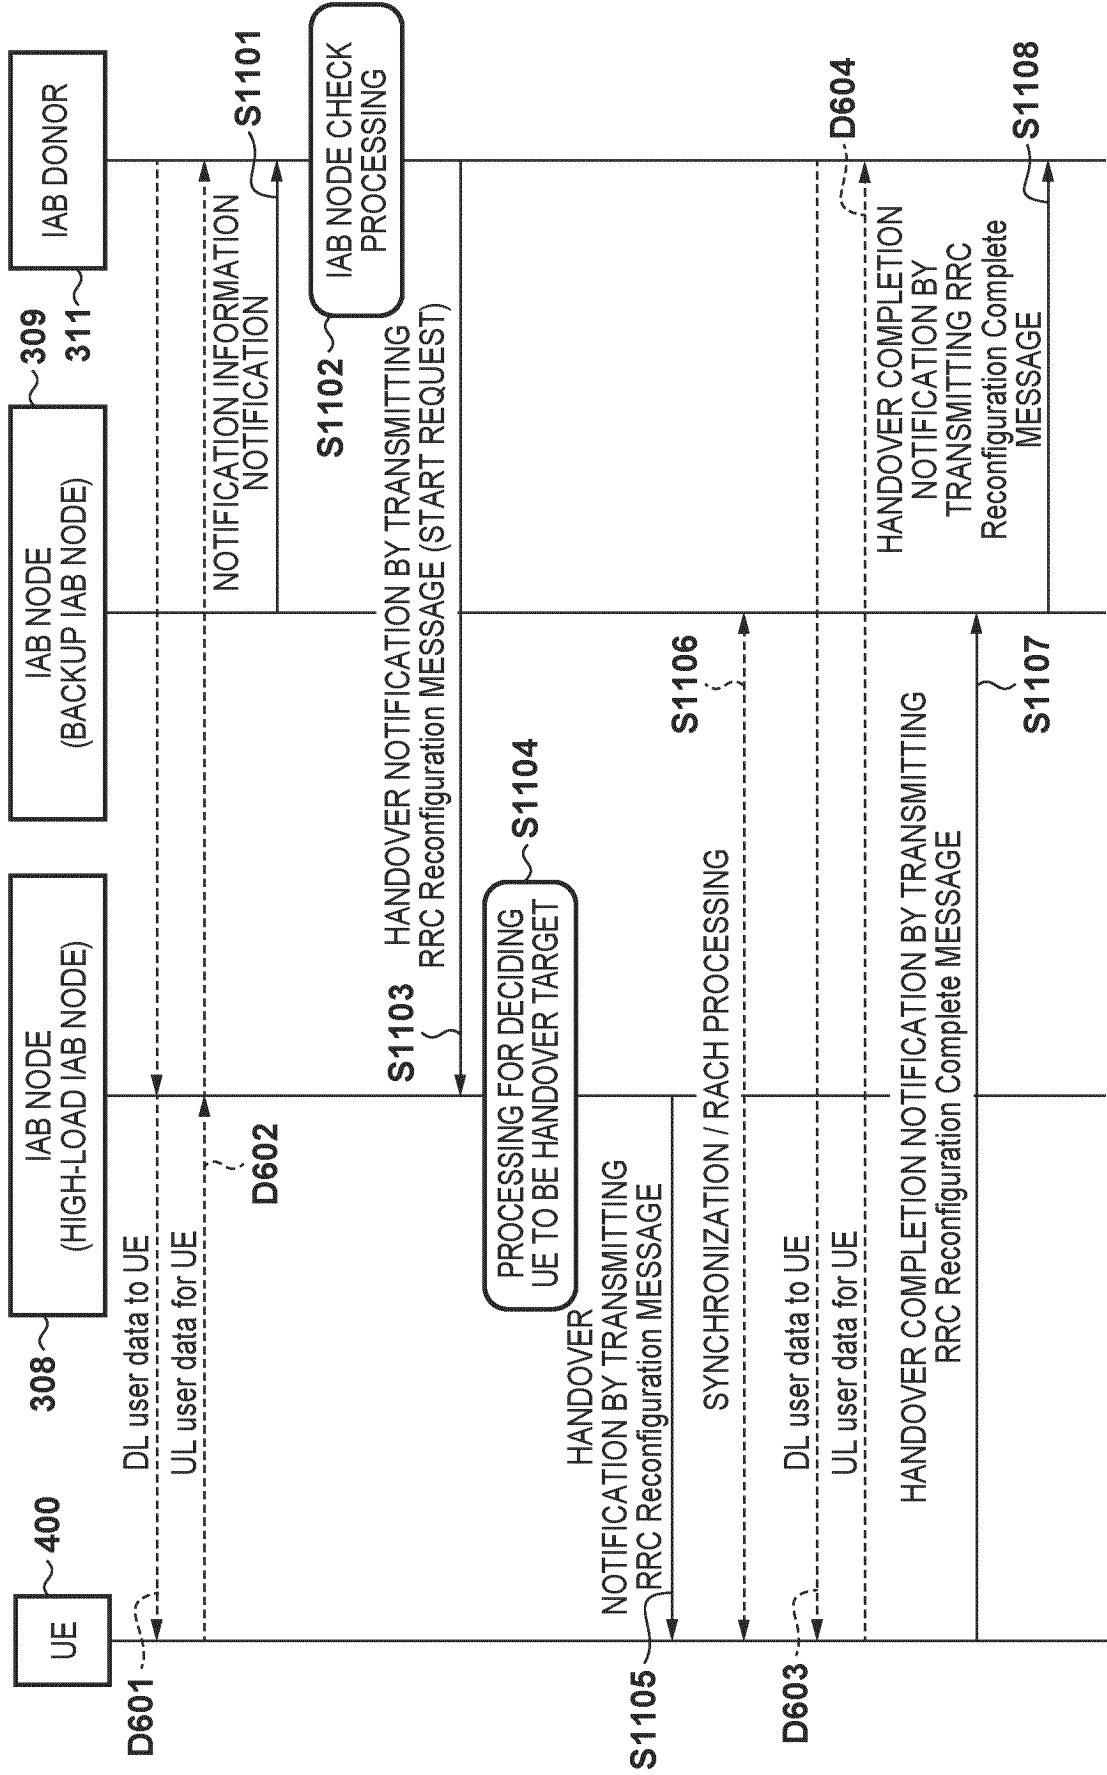 UE
400
IAB NODE
(HIGH-LOAD IAB NODE)
308
IAB NODE
(BACKUP IAB NODE)
309
IAB DONOR
311
DL user data to UE
D601
UL user data for UE
D602
NOTIFICATION INFORMATION
NOTIFICATION
S1101
IAB NODE CHECK
PROCESSING
S1102
HANDOVER NOTIFICATION BY TRANSMITTING
RRC Reconfiguration MESSAGE (START REQUEST)
S1103
PROCESSING FOR DECIDING
UE TO BE HANDOVER TARGET
S1104
HANDOVER
NOTIFICATION BY TRANSMITTING
RRC Reconfiguration MESSAGE
S1105
SYNCHRONIZATION / RACH PROCESSING
S1106
DL user data to UE
D603
UL user data for UE
D604
HANDOVER COMPLETION NOTIFICATION BY TRANSMITTING
RRC Reconfiguration Complete MESSAGE
S1107
HANDOVER COMPLETION
NOTIFICATION BY
TRANSMITTING RRC
Reconfiguration Complete
MESSAGE
S1108